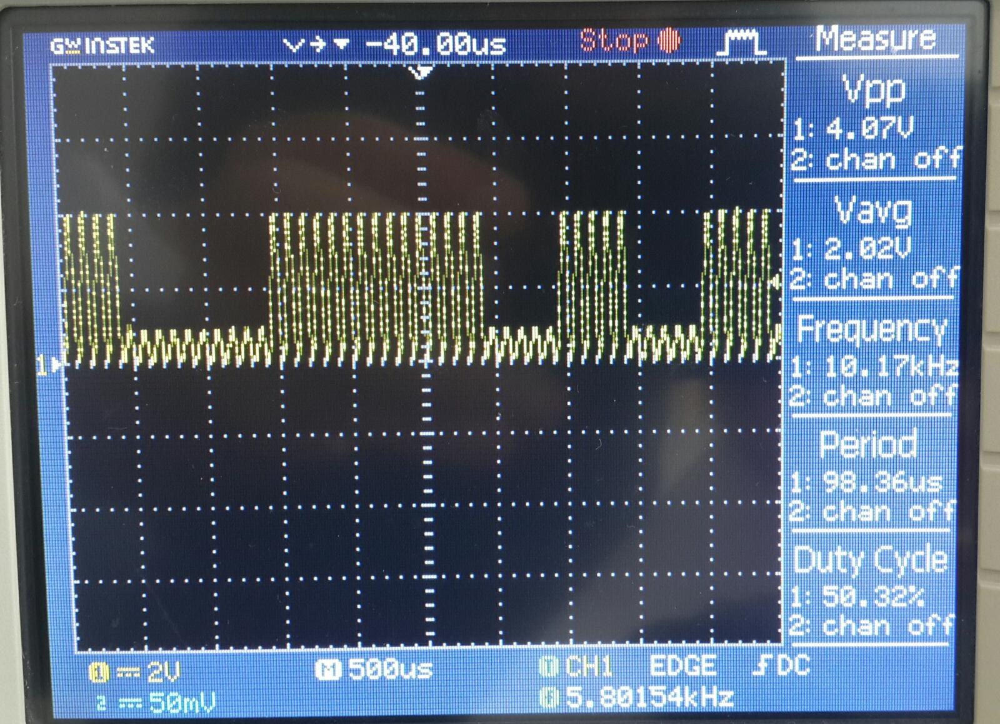 GW INSTEK -40.00us Stop Measure
Vpp
1: 4.07V
2: chan off
Vavg
1: 2.02V
2: chan off
Frequency
1: 10.17kHz
2: chan off
Period
1: 98.36us
2: chan off
Duty Cycle
1: 50.32%
2: chan off
1
1 2V M 500us T CH1 EDGE DC
2 50mV 5.80154kHz